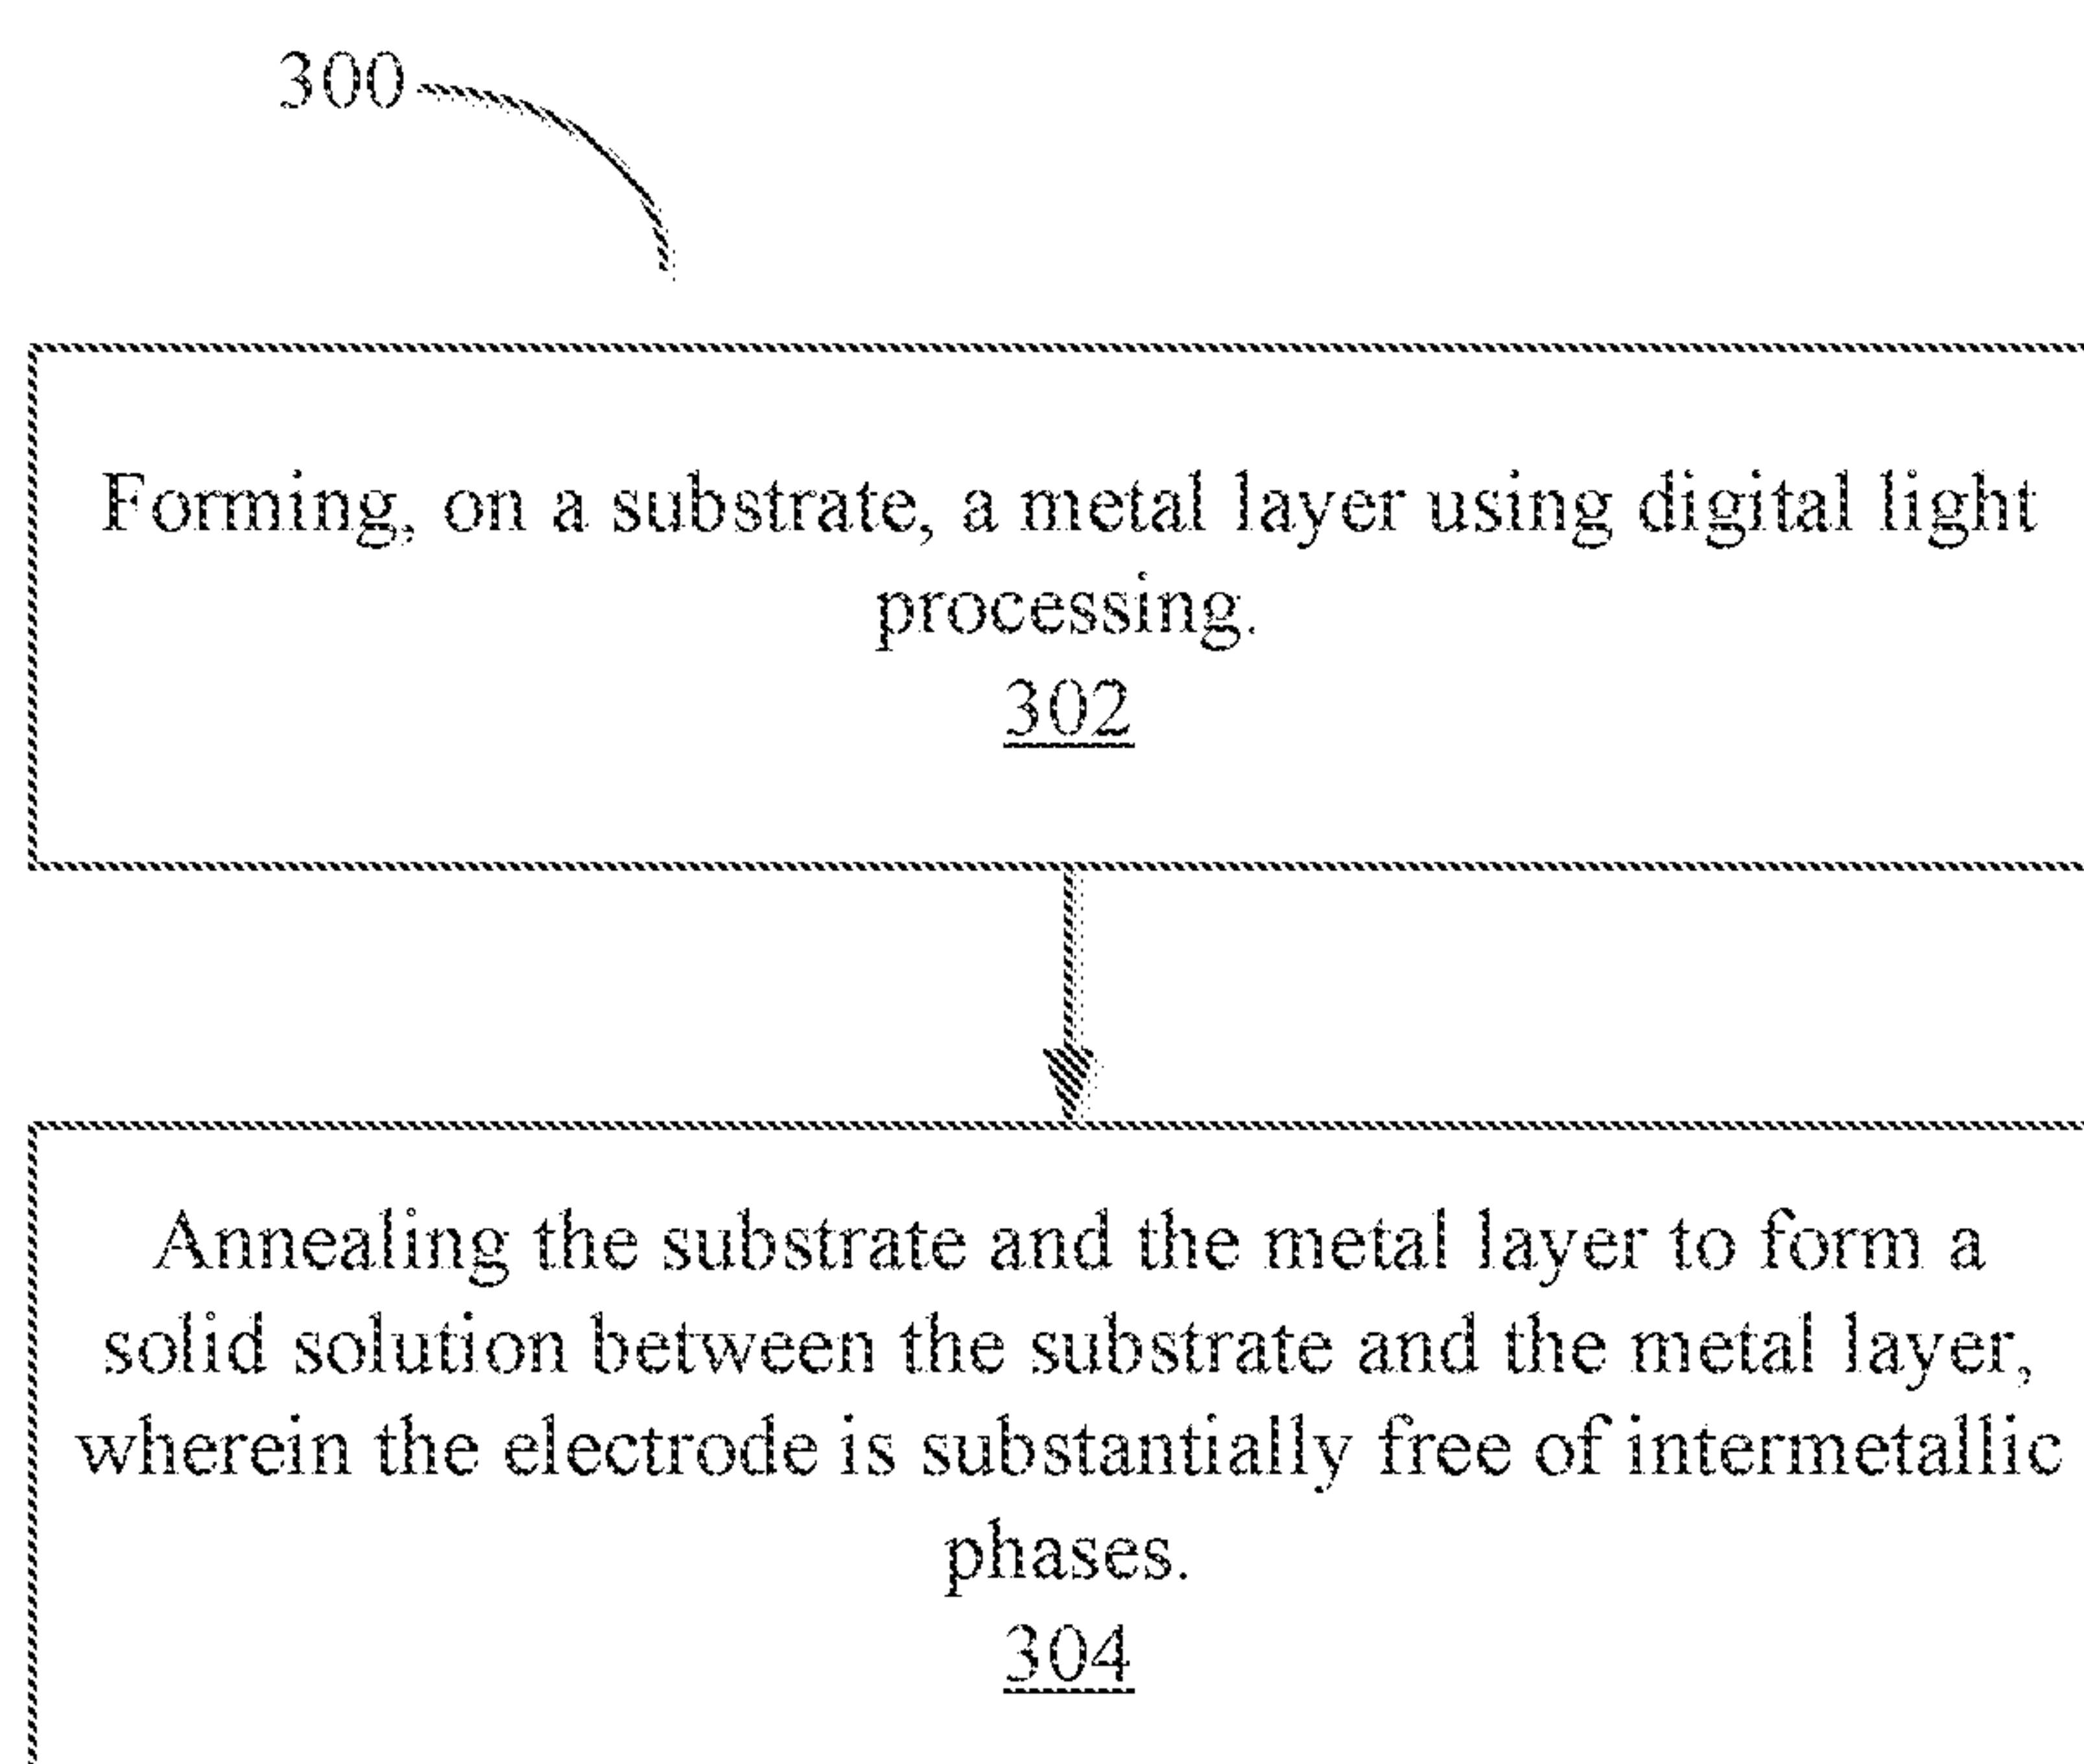 300
Forming, on a substrate, a metal layer using digital light
processing.
302
Annealing the substrate and the metal layer to form a
solid solution between the substrate and the metal layer,
wherein the electrode is substantially free of intermetallic
phases.
304